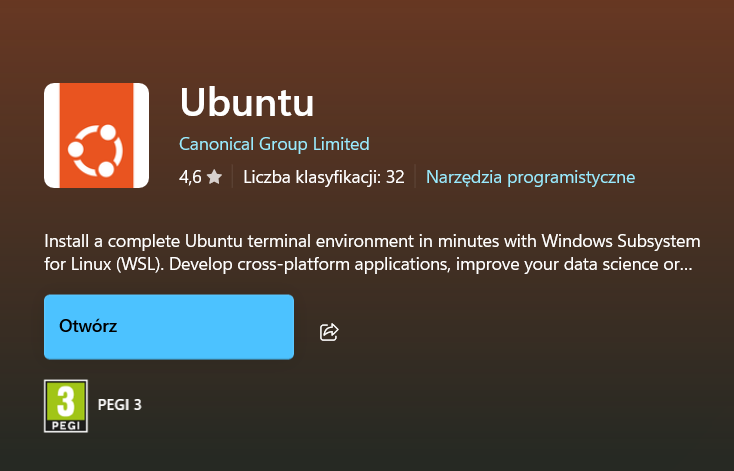 Ubuntu
Canonical Group Limited
4,6 ★ Liczba klasyfikacji: 32 Narzędzia programistyczne
Install a complete Ubuntu terminal environment in minutes with Windows Subsystem
for Linux (WSL). Develop cross-platform applications, improve your data science or...
Otwórz
3
PEGI
PEGI 3